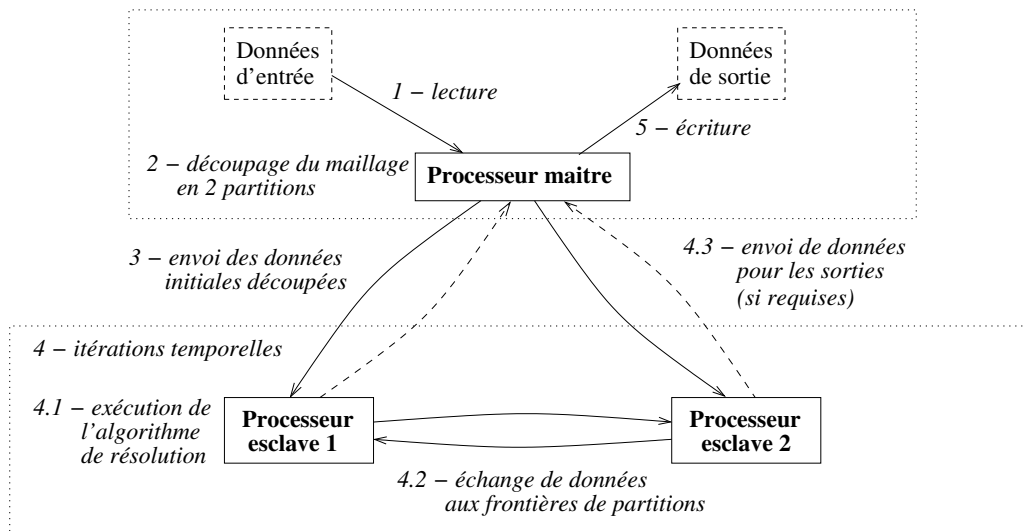 Données
d'entrée
Données
de sortie
1 − lecture
5 − écriture
2 − découpage du maillage
en 2 partitions
Processeur maitre
3 − envoi des données
initiales découpées
4.3 − envoi de données
pour les sorties
(si requises)
4 − itérations temporelles
4.1 − exécution de
l'algorithme
de résolution
Processeur
esclave 1
Processeur
esclave 2
4.2 − échange de données
aux frontières de partitions